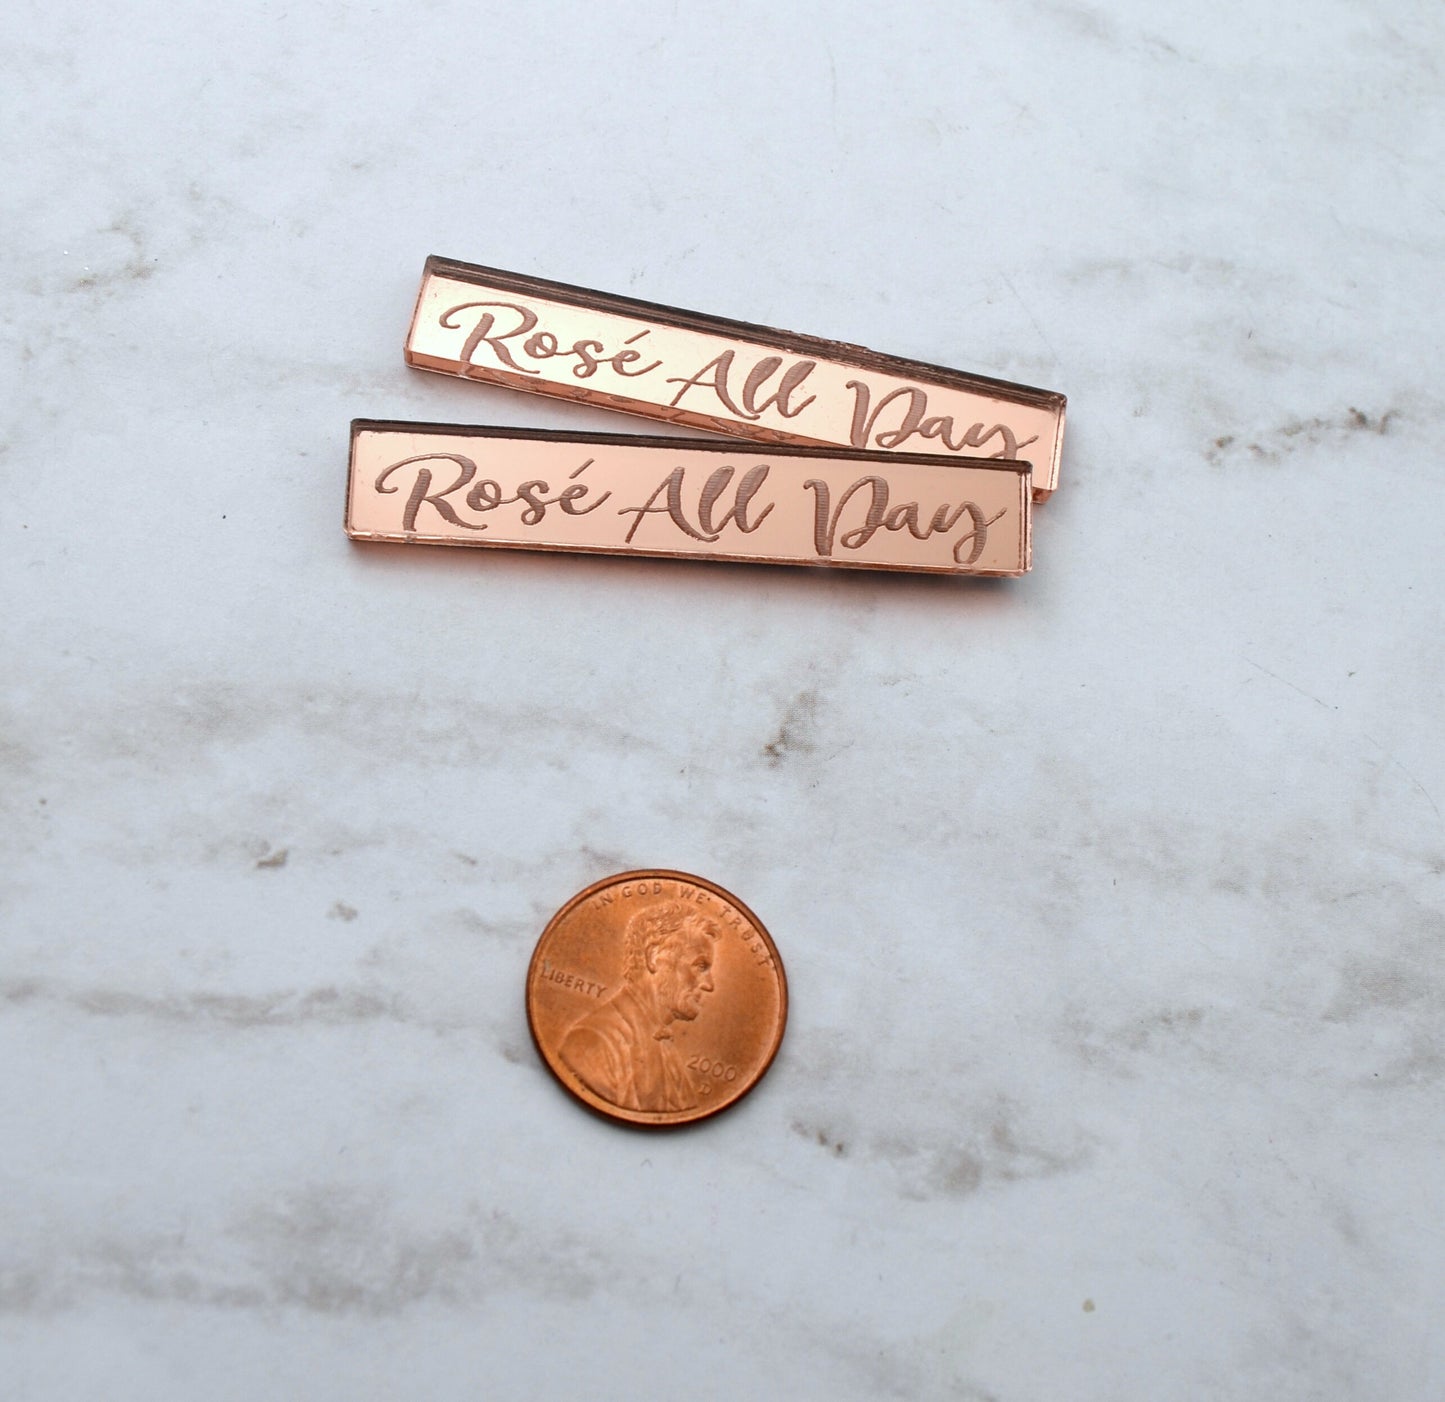 Rosé All Day
Rosé All Day
IN GOD WE TRUST
LIBERTY
2000
D